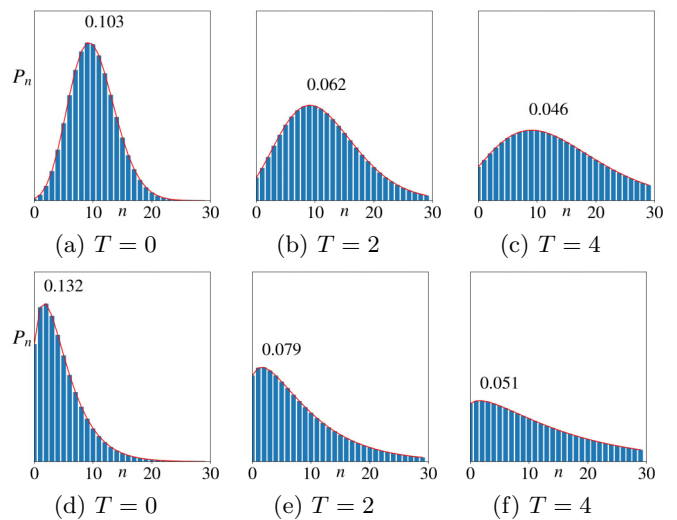 0.103 0.062 0.046
Pn
0 10 n 20 30 0 10 n 20 30 0 10 n 20 30
(a) T = 0 (b) T = 2 (c) T = 4
0.132 0.079 0.051
Pn
0 10 n 20 30 0 10 n 20 30 0 10 n 20 30
(d) T = 0 (e) T = 2 (f) T = 4